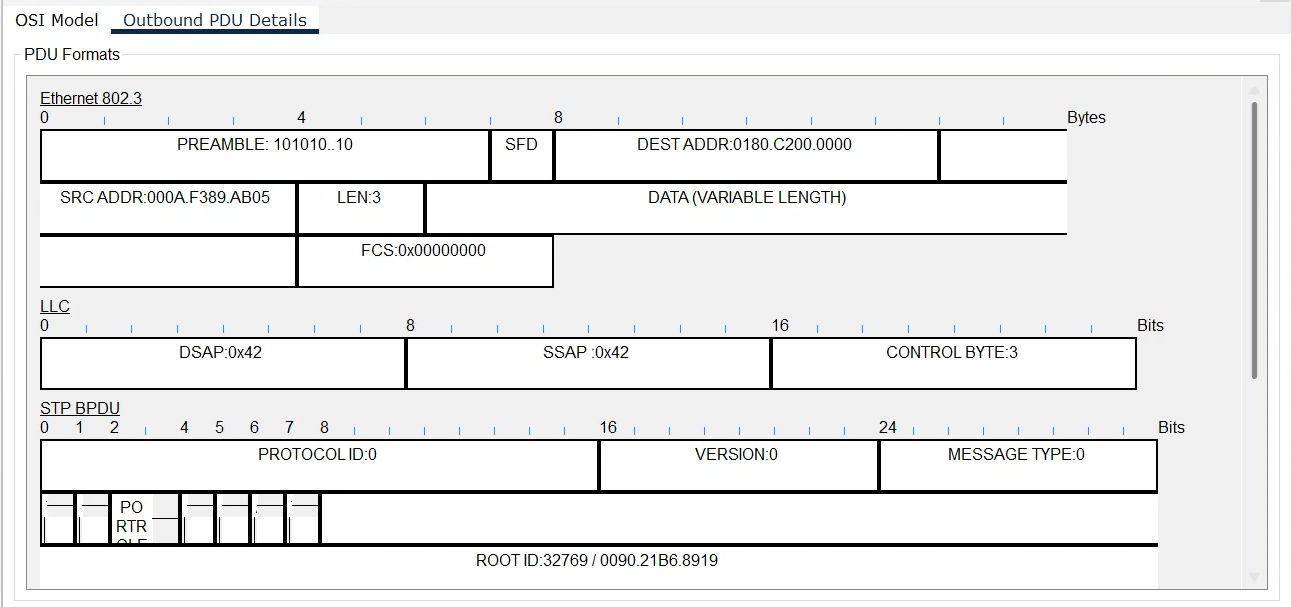 OSI Model Outbound PDU Details
PDU Formats
Ethernet 802.3
0 4 8 Bytes
PREAMBLE: 101010..10 SFD DEST ADDR:0180.C200.0000
SRC ADDR:000A.F389.AB05 LEN:3 DATA (VARIABLE LENGTH)
FCS:0x00000000
LLC
0 8 16 Bits
DSAP:0x42 SSAP :0x42 CONTROL BYTE:3
STP BPDU
0 1 2 4 5 6 7 8 16 24 Bits
PROTOCOL ID:0 VERSION:0 MESSAGE TYPE:0
PO
RTR
OLE
ROOT ID:32769 / 0090.21B6.8919